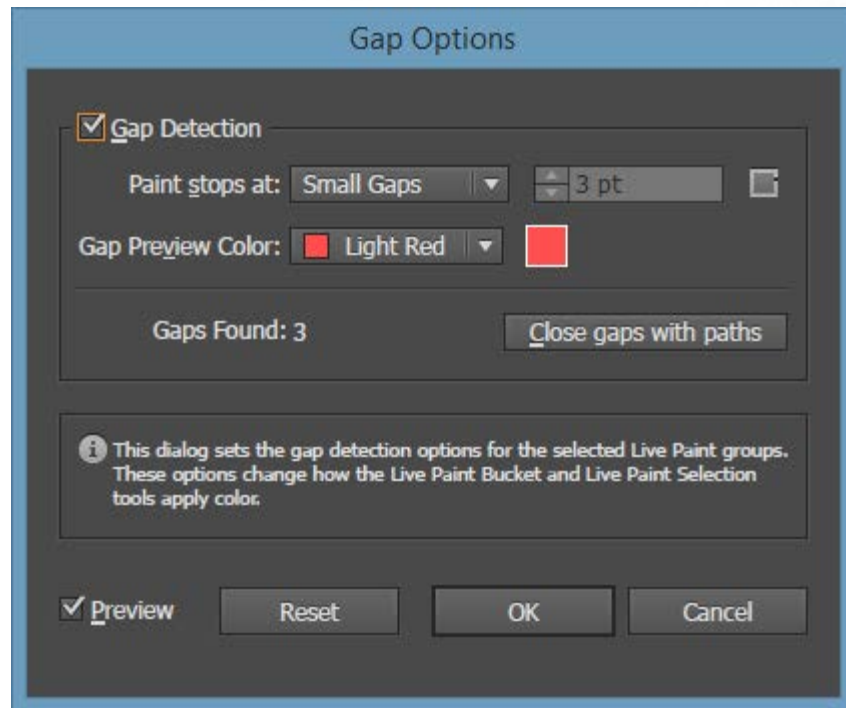 Gap Options
Gap Detection
Paint stops at: Small Gaps 3 pt
Gap Preview Color: Light Red
Gaps Found: 3 Close gaps with paths
This dialog sets the gap detection options for the selected Live Paint groups.
These options change how the Live Paint Bucket and Live Paint Selection
tools apply color.
Preview Reset OK Cancel